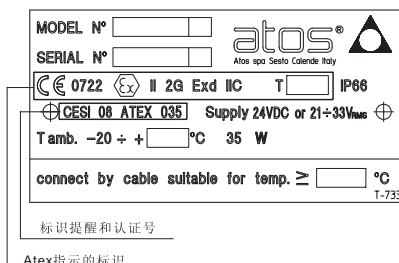 MODEL N°
SERIAL N°
atos®
Atos spa Sesto Calende Italy
CE 0722 Ex II 2G Exd IIC T IP66
CESI 08 ATEX 035 Supply 24VDC or 21÷33VRMS
Tamb. -20 ÷ + °C 35 W
connect by cable suitable for temp. ≥ °C
T-733
标识提醒和认证号
Atex指示的标识